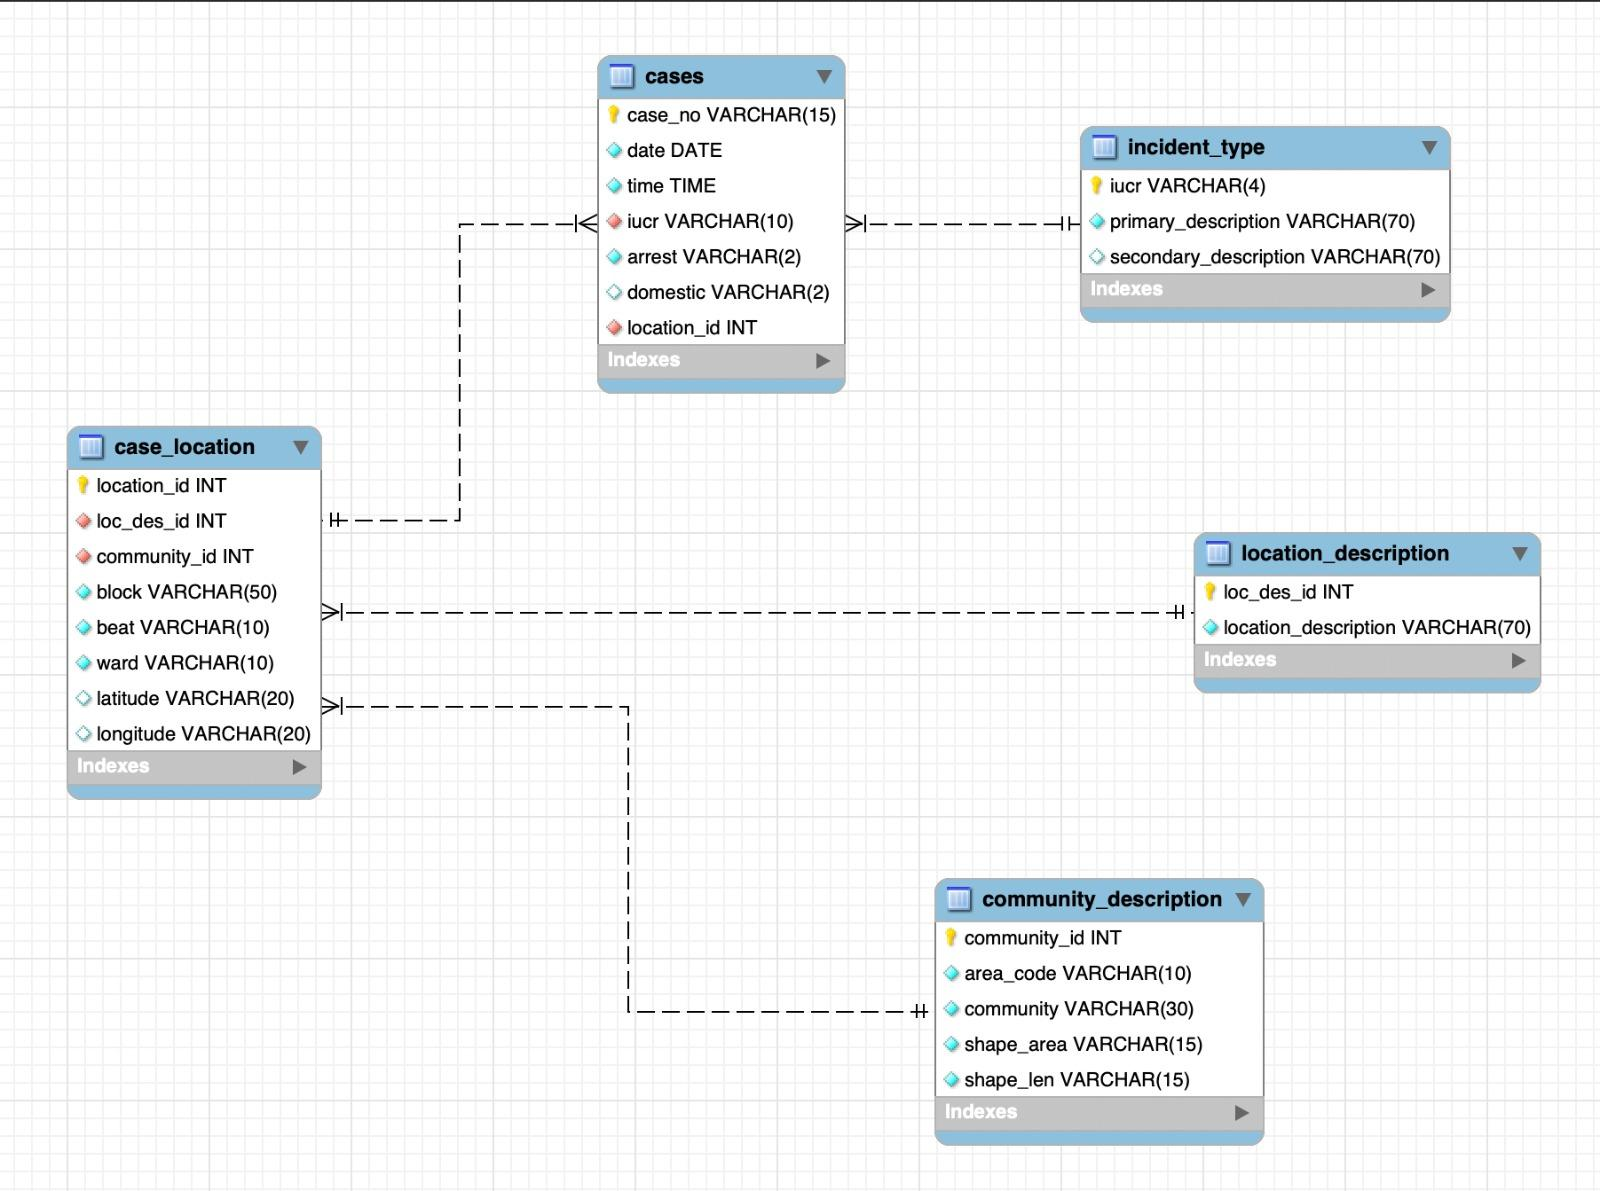 cases
case_no VARCHAR(15)
date DATE
time TIME
iucr VARCHAR(10)
arrest VARCHAR(2)
domestic VARCHAR(2)
location_id INT
Indexes
incident_type
iucr VARCHAR(4)
primary_description VARCHAR(70)
secondary_description VARCHAR(70)
Indexes
case_location
location_id INT
loc_des_id INT
community_id INT
block VARCHAR(50)
beat VARCHAR(10)
ward VARCHAR(10)
latitude VARCHAR(20)
longitude VARCHAR(20)
Indexes
location_description
loc_des_id INT
location_description VARCHAR(70)
Indexes
community_description
community_id INT
area_code VARCHAR(10)
community VARCHAR(30)
shape_area VARCHAR(15)
shape_len VARCHAR(15)
Indexes